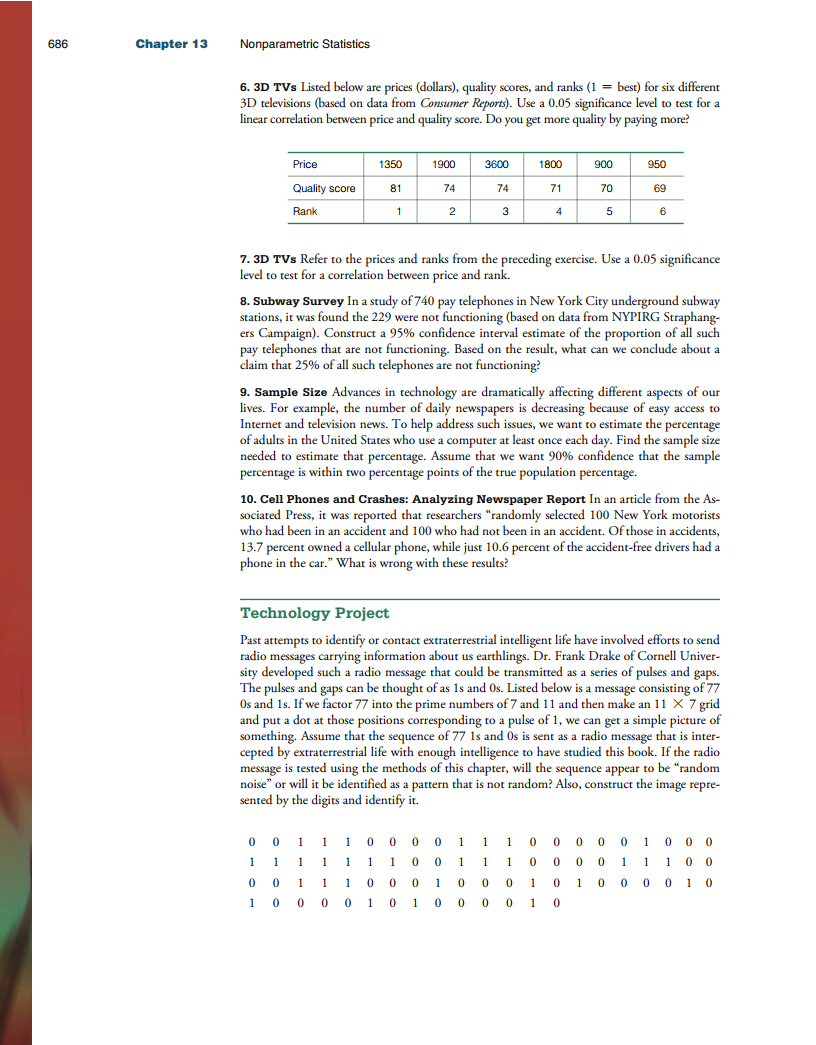 686 Chapter 13 Nonparametric Statistics
6. 3D TVs Listed below are prices (dollars), quality scores, and ranks (1 = best) for six different
3D televisions (based on data from Consumer Reports). Use a 0.05 significance level to test for a
linear correlation between price and quality score. Do you get more quality by paying more?
Price 1350 1900 3600 1800 900 950
Quality score 81 74 74 71 70 69
Rank 1 2 3 4 5 6
7. 3D TVs Refer to the prices and ranks from the preceding exercise. Use a 0.05 significance
level to test for a correlation between price and rank.
8. Subway Survey In a study of 740 pay telephones in New York City underground subway
stations, it was found the 229 were not functioning (based on data from NYPIRG Straphang-
ers Campaign). Construct a 95% confidence interval estimate of the proportion of all such
pay telephones that are not functioning. Based on the result, what can we conclude about a
claim that 25% of all such telephones are not functioning?
9. Sample Size Advances in technology are dramatically affecting different aspects of our
lives. For example, the number of daily newspapers is decreasing because of easy access to
Internet and television news. To help address such issues, we want to estimate the percentage
of adults in the United States who use a computer at least once each day. Find the sample size
needed to estimate that percentage. Assume that we want 90% confidence that the sample
percentage is within two percentage points of the true population percentage.
10. Cell Phones and Crashes: Analyzing Newspaper Report In an article from the As-
sociated Press, it was reported that researchers “randomly selected 100 New York motorists
who had been in an accident and 100 who had not been in an accident. Of those in accidents,
13.7 percent owned a cellular phone, while just 10.6 percent of the accident-free drivers had a
phone in the car.” What is wrong with these results?
Technology Project
Past attempts to identify or contact extraterrestrial intelligent life have involved efforts to send
radio messages carrying information about us earthlings. Dr. Frank Drake of Cornell Univer-
sity developed such a radio message that could be transmitted as a series of pulses and gaps.
The pulses and gaps can be thought of as 1s and 0s. Listed below is a message consisting of 77
0s and 1s. If we factor 77 into the prime numbers of 7 and 11 and then make an 11 × 7 grid
and put a dot at those positions corresponding to a pulse of 1, we can get a simple picture of
something. Assume that the sequence of 77 1s and 0s is sent as a radio message that is inter-
cepted by extraterrestrial life with enough intelligence to have studied this book. If the radio
message is tested using the methods of this chapter, will the sequence appear to be “random
noise” or will it be identified as a pattern that is not random? Also, construct the image repre-
sented by the digits and identify it.
0 0 1 1 1 0 0 0 0 1 1 1 0 0 0 0 0 1 0 0 0
1 1 1 1 1 1 1 0 0 1 1 1 0 0 0 0 1 1 1 0 0
0 0 1 1 1 0 0 0 1 0 0 0 1 0 1 0 0 0 0 1 0
1 0 0 0 0 1 0 1 0 0 0 0 1 0